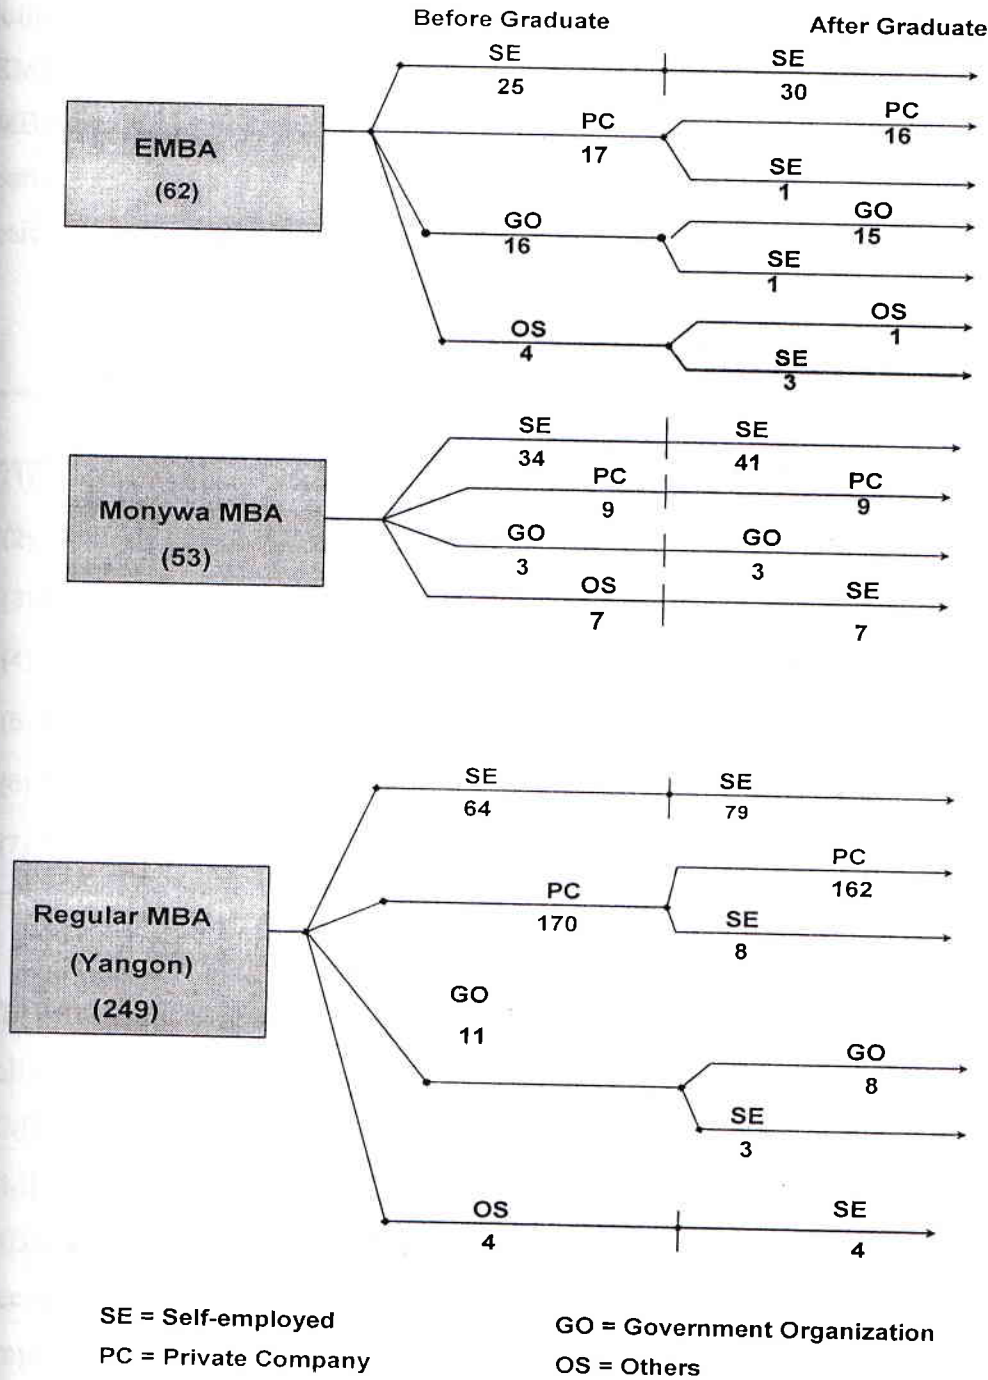 Before Graduate
After Graduate
SE
25
SE
30
EMBA
(62)
PC
17
PC
16
SE
1
GO
16
GO
15
SE
1
OS
4
OS
1
SE
3
SE
34
SE
41
Monywa MBA
(53)
PC
9
PC
9
GO
3
GO
3
OS
7
SE
7
SE
64
SE
79
Regular MBA
(Yangon)
(249)
PC
170
PC
162
SE
8
GO
11
GO
8
SE
3
OS
4
SE
4
SE = Self-employed
GO = Government Organization
PC = Private Company
OS = Others